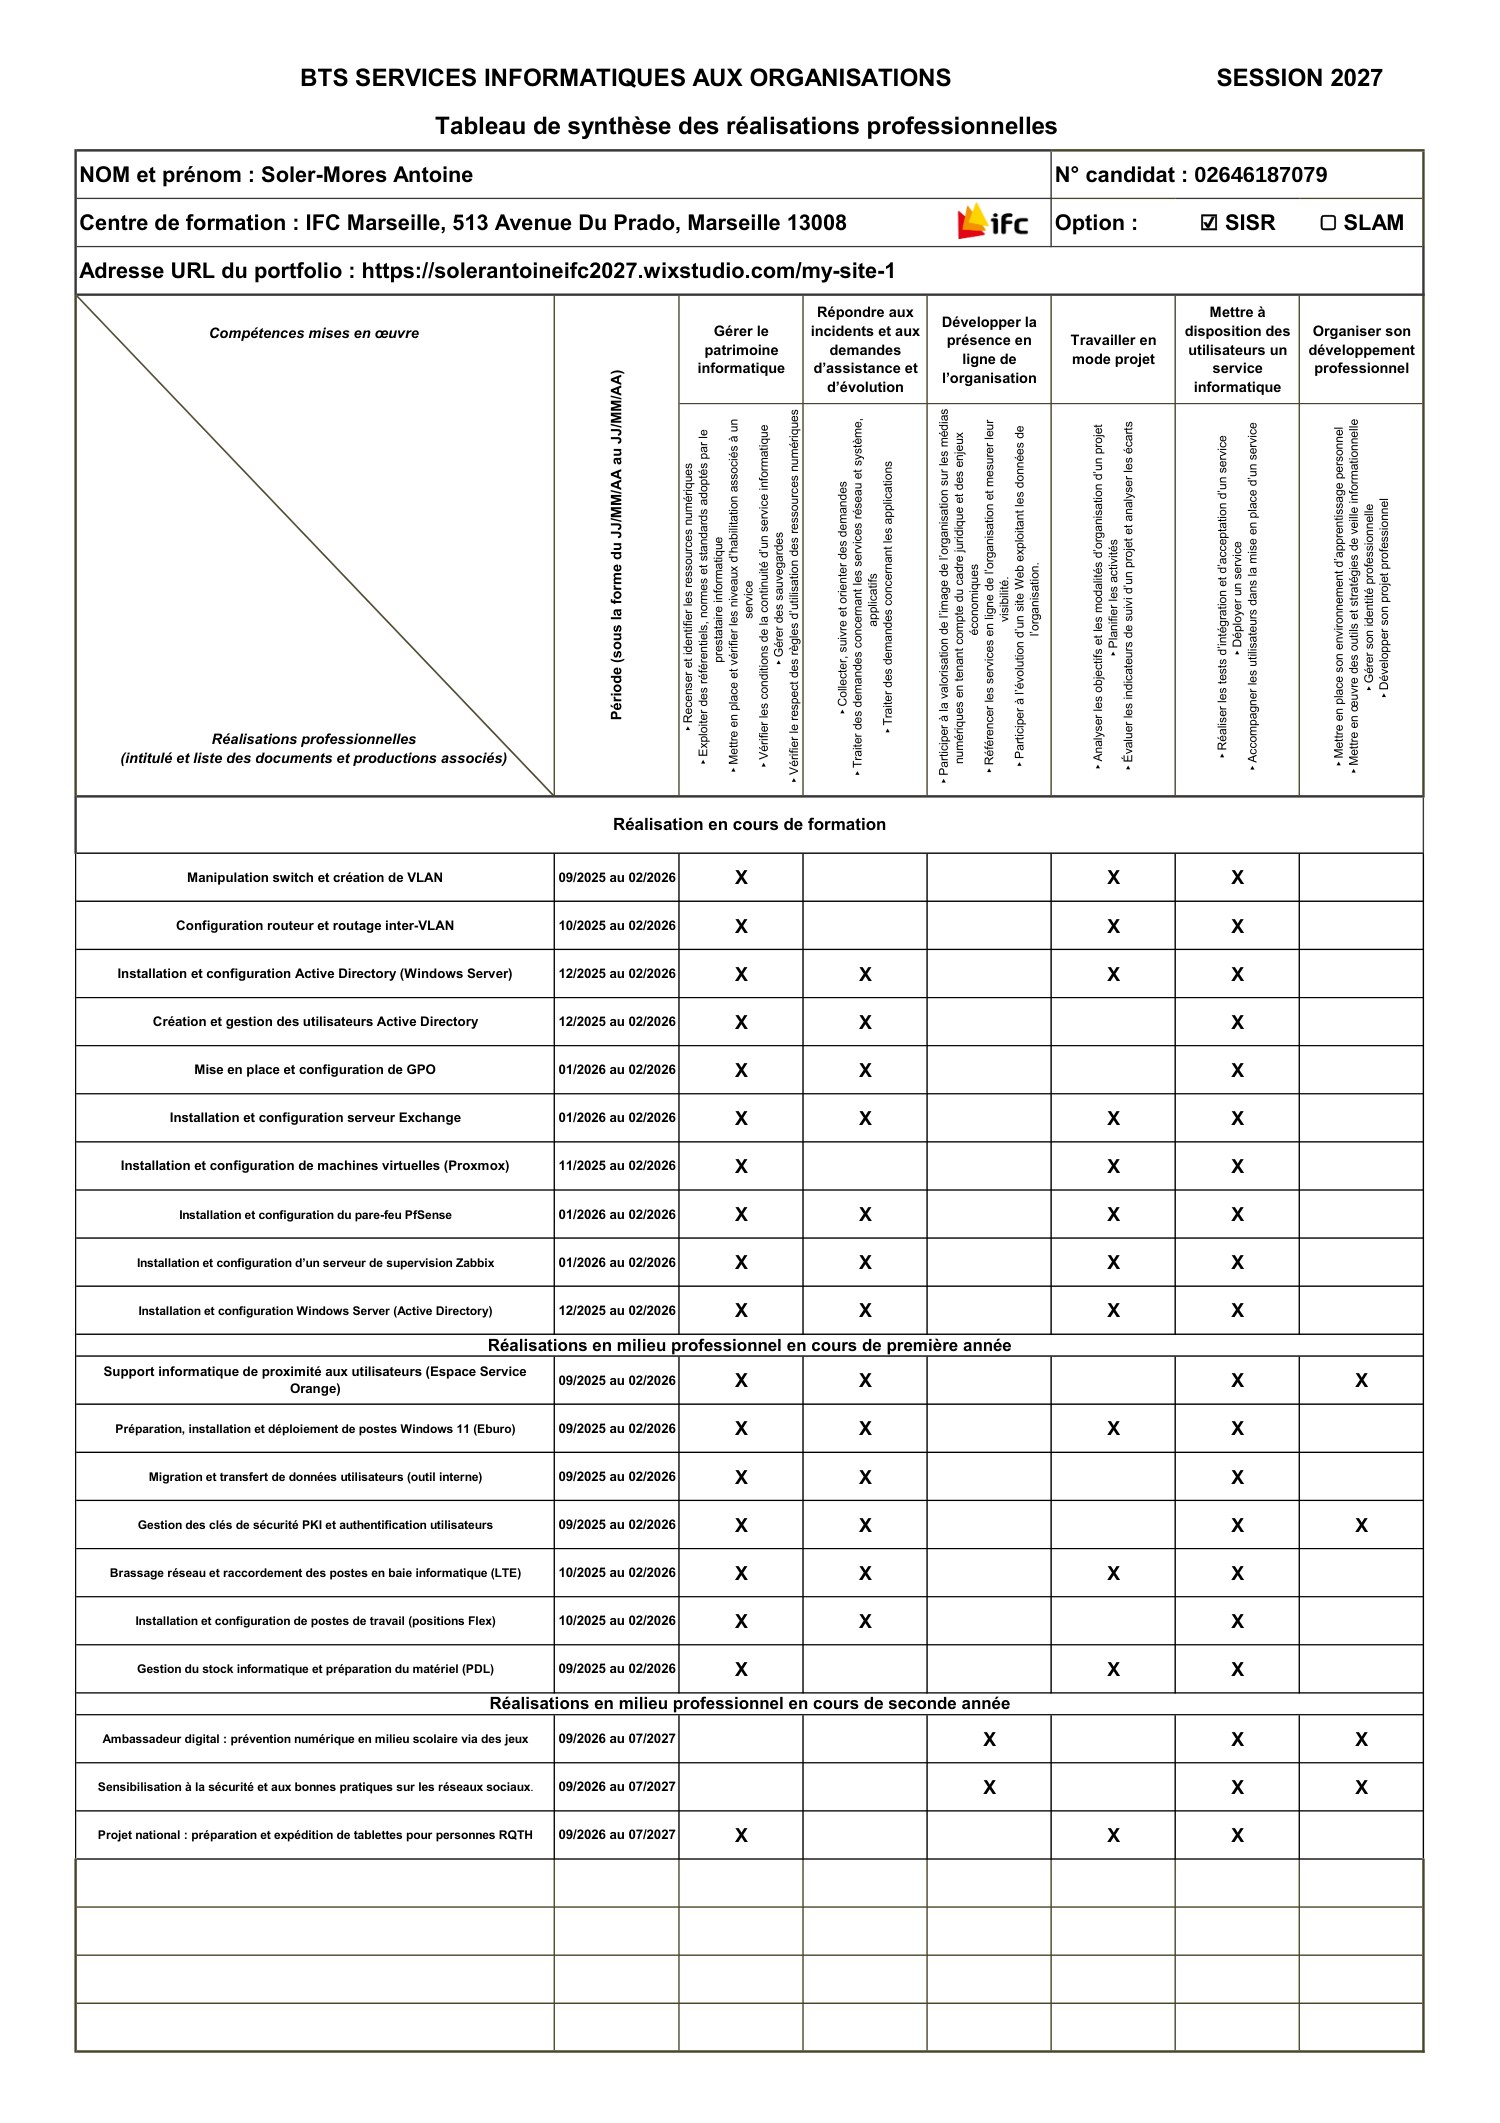 BTS SERVICES INFORMATIQUES AUX ORGANISATIONS SESSION 2027
Tableau de synthèse des réalisations professionnelles
NOM et prénom : Soler-Mores Antoine N° candidat : 02646187079
Centre de formation : IFC Marseille, 513 Avenue Du Prado, Marseille 13008 ifc Option : ☑ SISR ☐ SLAM
Adresse URL du portfolio : https://solerantoineifc2027.wixstudio.com/my-site-1
Compétences mises en œuvre
Réalisations professionnelles
(intitulé et liste des documents et productions associés)
Période (sous la forme du JJ/MM/AA au JJ/MM/AA)
Gérer le
patrimoine
informatique
Répondre aux
incidents et aux
demandes
d’assistance et
d’évolution
Développer la
présence en
ligne de
l’organisation
Travailler en
mode projet
Mettre à
disposition des
utilisateurs un
service
informatique
Organiser son
développement
professionnel
‣ Recenser et identifier les ressources numériques
‣ Exploiter des référentiels, normes et standards adoptés par le
prestataire informatique
‣ Mettre en place et vérifier les niveaux d’habilitation associés à un
service
‣ Vérifier les conditions de la continuité d’un service informatique
‣ Gérer des sauvegardes
‣ Vérifier le respect des règles d’utilisation des ressources numériques
‣ Collecter, suivre et orienter des demandes
‣ Traiter des demandes concernant les services réseau et système,
applicatifs
‣ Traiter des demandes concernant les applications
‣ Participer à la valorisation de l’image de l’organisation sur les médias
numériques en tenant compte du cadre juridique et des enjeux
économiques
‣ Référencer les services en ligne de l’organisation et mesurer leur
visibilité.
‣ Participer à l’évolution d’un site Web exploitant les données de
l’organisation.
‣ Analyser les objectifs et les modalités d’organisation d’un projet
‣ Planifier les activités
‣ Évaluer les indicateurs de suivi d’un projet et analyser les écarts
‣ Réaliser les tests d’intégration et d’acceptation d’un service
‣ Déployer un service
‣ Accompagner les utilisateurs dans la mise en place d’un service
‣ Mettre en place son environnement d’apprentissage personnel
‣ Mettre en œuvre des outils et stratégies de veille informationnelle
‣ Gérer son identité professionnelle
‣ Développer son projet professionnel
Réalisation en cours de formation
Manipulation switch et création de VLAN 09/2025 au 02/2026 X X X
Configuration routeur et routage inter-VLAN 10/2025 au 02/2026 X X X
Installation et configuration Active Directory (Windows Server) 12/2025 au 02/2026 X X X X
Création et gestion des utilisateurs Active Directory 12/2025 au 02/2026 X X X
Mise en place et configuration de GPO 01/2026 au 02/2026 X X X
Installation et configuration serveur Exchange 01/2026 au 02/2026 X X X X
Installation et configuration de machines virtuelles (Proxmox) 11/2025 au 02/2026 X X X
Installation et configuration du pare-feu PfSense 01/2026 au 02/2026 X X X X
Installation et configuration d’un serveur de supervision Zabbix 01/2026 au 02/2026 X X X X
Installation et configuration Windows Server (Active Directory) 12/2025 au 02/2026 X X X X
Réalisations en milieu professionnel en cours de première année
Support informatique de proximité aux utilisateurs (Espace Service
Orange) 09/2025 au 02/2026 X X X X
Préparation, installation et déploiement de postes Windows 11 (Eburo) 09/2025 au 02/2026 X X X X
Migration et transfert de données utilisateurs (outil interne) 09/2025 au 02/2026 X X X
Gestion des clés de sécurité PKI et authentification utilisateurs 09/2025 au 02/2026 X X X X
Brassage réseau et raccordement des postes en baie informatique (LTE) 10/2025 au 02/2026 X X X X
Installation et configuration de postes de travail (positions Flex) 10/2025 au 02/2026 X X X
Gestion du stock informatique et préparation du matériel (PDL) 09/2025 au 02/2026 X X X
Réalisations en milieu professionnel en cours de seconde année
Ambassadeur digital : prévention numérique en milieu scolaire via des jeux 09/2026 au 07/2027 X X X
Sensibilisation à la sécurité et aux bonnes pratiques sur les réseaux sociaux. 09/2026 au 07/2027 X X X
Projet national : préparation et expédition de tablettes pour personnes RQTH 09/2026 au 07/2027 X X X